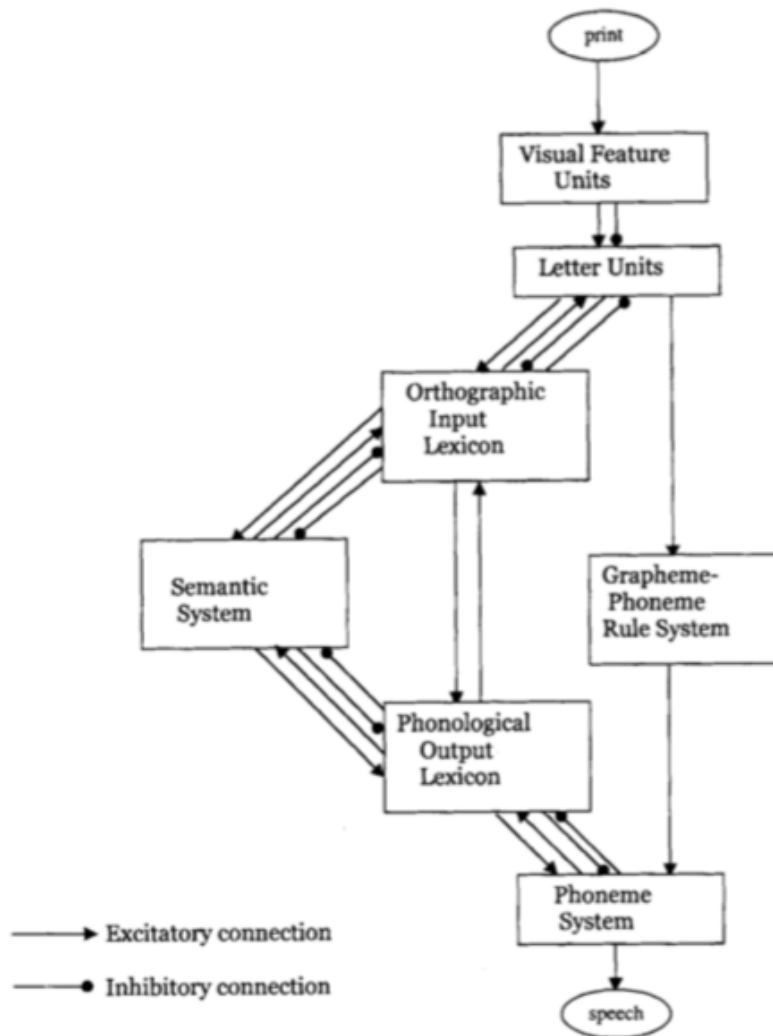 print
Visual Feature
Units
Letter Units
Orthographic
Input
Lexicon
Semantic
System
Grapheme-
Phoneme
Rule System
Phonological
Output
Lexicon
Phoneme
System
Excitatory connection
Inhibitory connection
speech